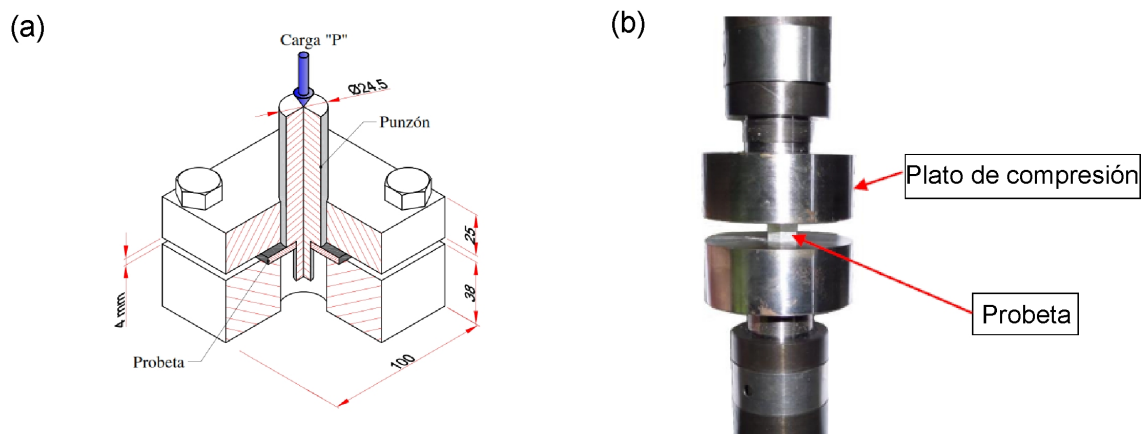 (a)
Carga "P"
Ø24.5
Punzón
25
38
4 mm
Probeta
100
(b)
Plato de compresión
Probeta